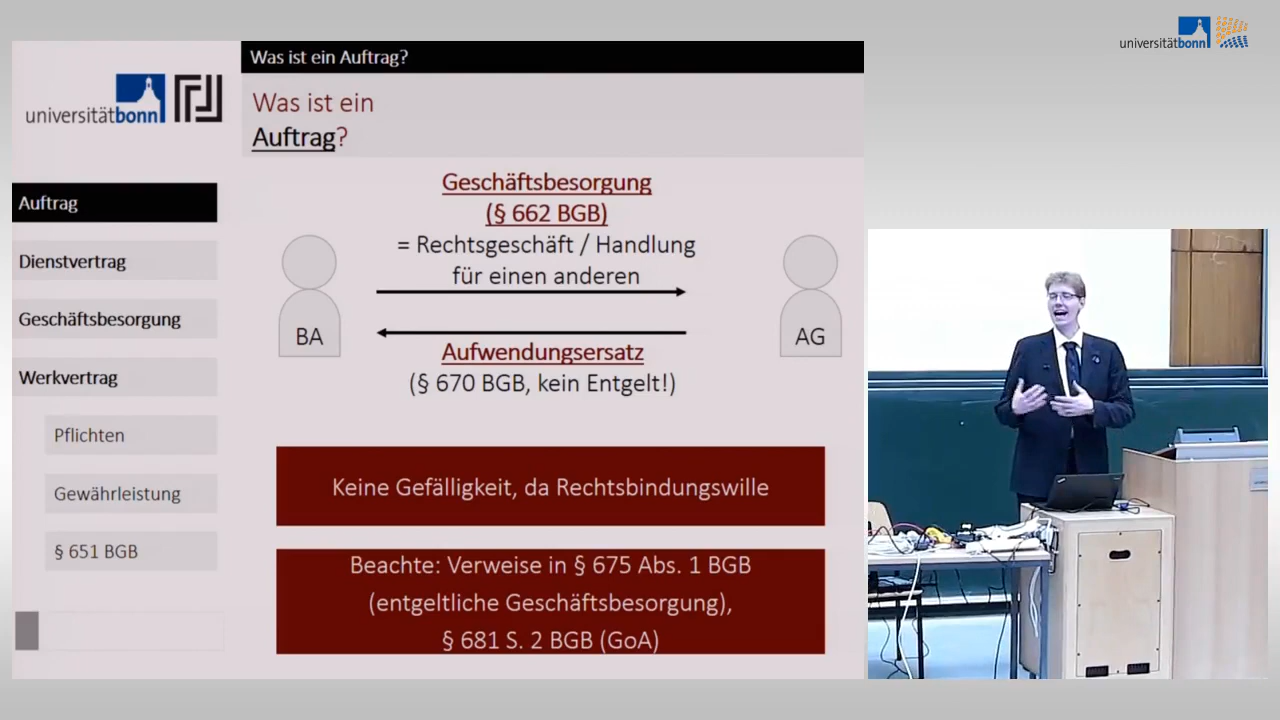 universitätbonn
Was ist ein Auftrag?
universitätbonn
Was ist ein
Auftrag?
Auftrag
Dienstvertrag
Geschäftsbesorgung
Werkvertrag
Pflichten
Gewährleistung
§ 651 BGB
Geschäftsbesorgung
(§ 662 BGB)
= Rechtsgeschäft / Handlung
für einen anderen
BA
AG
Aufwendungsersatz
(§ 670 BGB, kein Entgelt!)
Keine Gefälligkeit, da Rechtsbindungswille
Beachte: Verweise in § 675 Abs. 1 BGB
(entgeltliche Geschäftsbesorgung),
§ 681 S. 2 BGB (GoA)